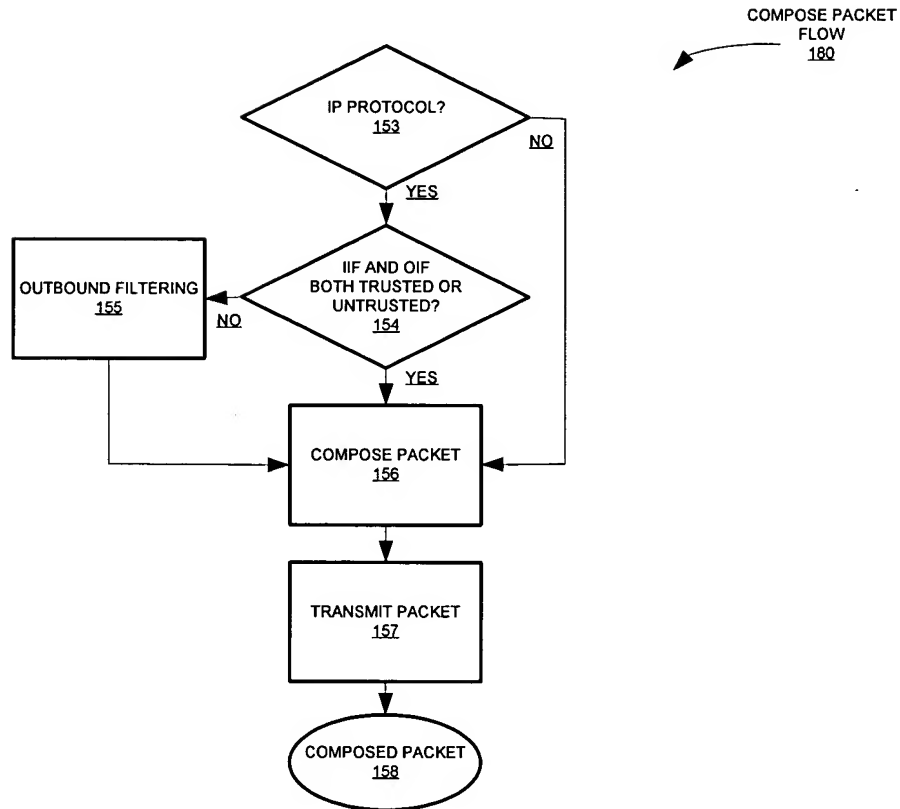 COMPOSE PACKET
FLOW
180
IP PROTOCOL?
153
NO
YES
IIF AND OIF
BOTH TRUSTED OR
UNTRUSTED?
154
OUTBOUND FILTERING
155
NO
YES
COMPOSE PACKET
156
TRANSMIT PACKET
157
COMPOSED PACKET
158